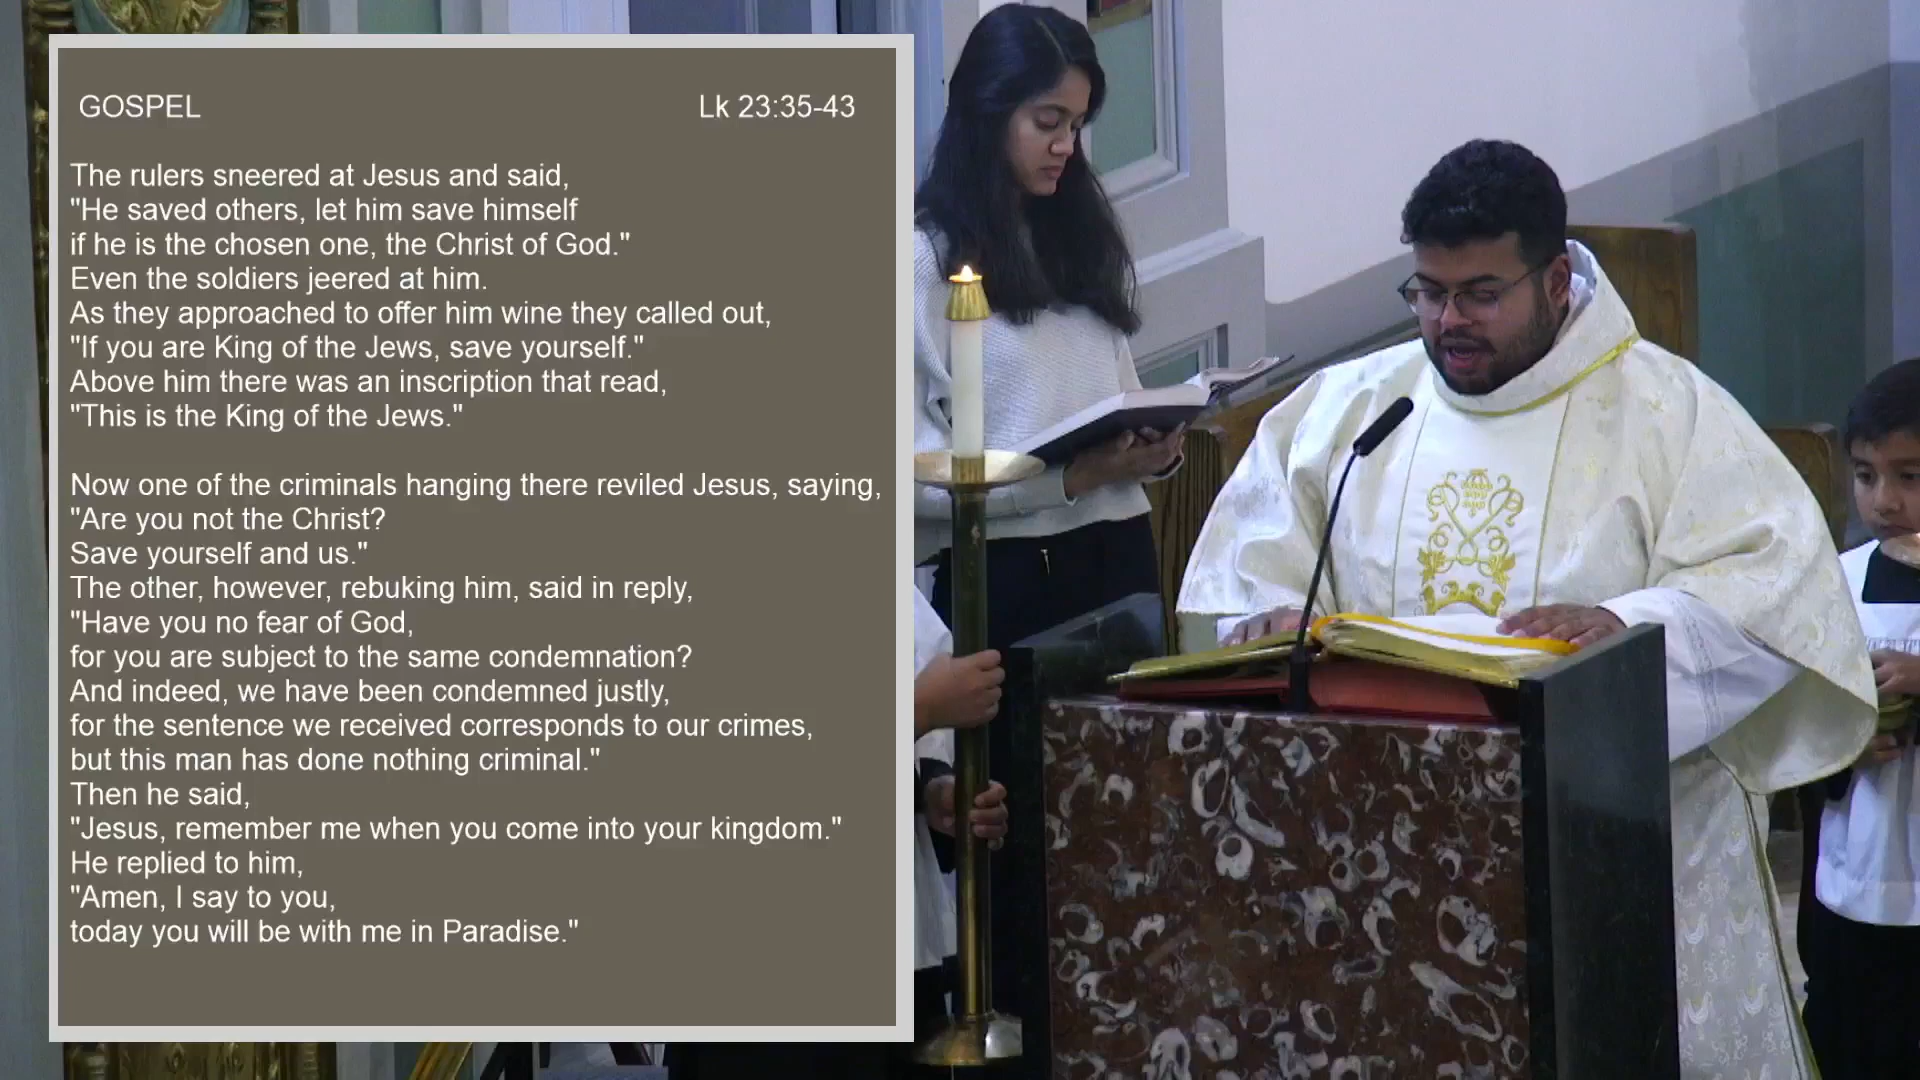 GOSPEL Lk 23:35-43
The rulers sneered at Jesus and said,
"He saved others, let him save himself
if he is the chosen one, the Christ of God."
Even the soldiers jeered at him.
As they approached to offer him wine they called out,
"If you are King of the Jews, save yourself."
Above him there was an inscription that read,
"This is the King of the Jews."
Now one of the criminals hanging there reviled Jesus, saying,
"Are you not the Christ?
Save yourself and us."
The other, however, rebuking him, said in reply,
"Have you no fear of God,
for you are subject to the same condemnation?
And indeed, we have been condemned justly,
for the sentence we received corresponds to our crimes,
but this man has done nothing criminal."
Then he said,
"Jesus, remember me when you come into your kingdom."
He replied to him,
"Amen, I say to you,
today you will be with me in Paradise."